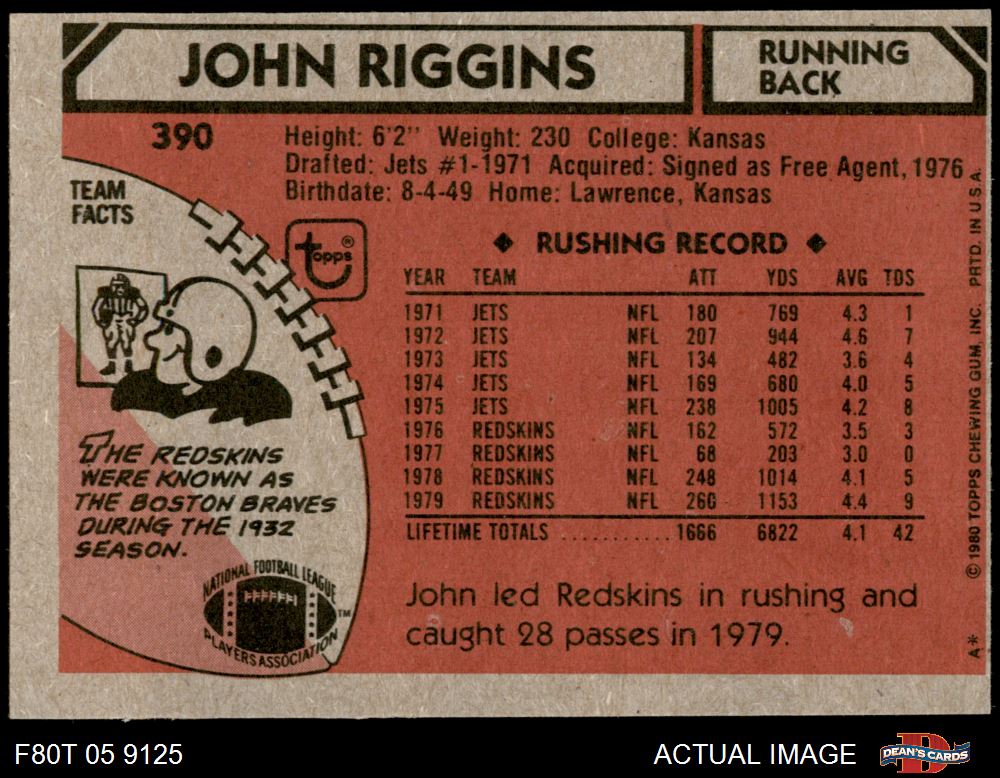 JOHN RIGGINS
RUNNING
BACK
390
Height: 6'2" Weight: 230 College: Kansas
Drafted: Jets #1-1971 Acquired: Signed as Free Agent, 1976
Birthdate: 8-4-49 Home: Lawrence, Kansas
TEAM
FACTS
topps®
THE REDSKINS
WERE KNOWN AS
THE BOSTON BRAVES
DURING THE 1932
SEASON.
NATIONAL FOOTBALL LEAGUE
PLAYERS ASSOCIATION
TM
◆ RUSHING RECORD ◆
YEAR TEAM ATT YDS AVG TDS
1971 JETS NFL 180 769 4.3 1
1972 JETS NFL 207 944 4.6 7
1973 JETS NFL 134 482 3.6 4
1974 JETS NFL 169 680 4.0 5
1975 JETS NFL 238 1005 4.2 8
1976 REDSKINS NFL 162 572 3.5 3
1977 REDSKINS NFL 68 203 3.0 0
1978 REDSKINS NFL 248 1014 4.1 5
1979 REDSKINS NFL 260 1153 4.4 9
LIFETIME TOTALS ........... 1666 6822 4.1 42
John led Redskins in rushing and
caught 28 passes in 1979.
A* © 1980 TOPPS CHEWING GUM, INC. PRTD. IN U.S.A.
F80T 05 9125
ACTUAL IMAGE
DEAN'S CARDS